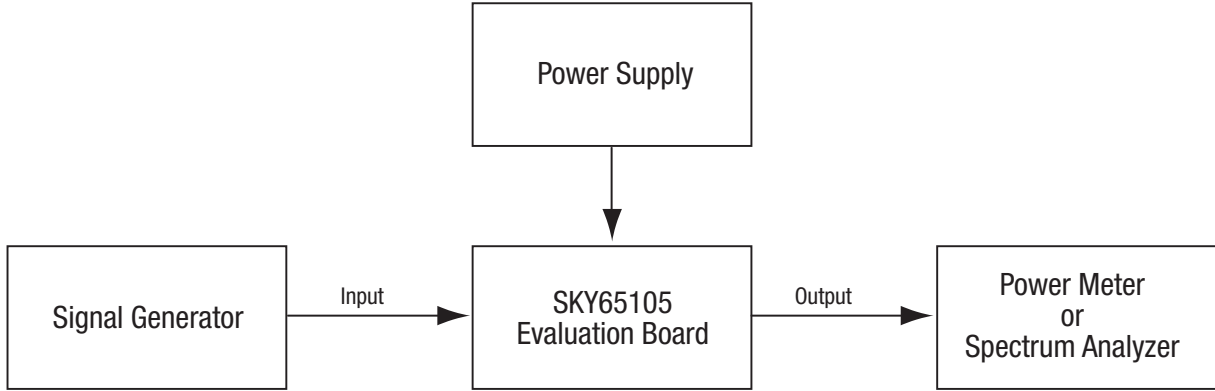 Power Supply
Signal Generator
Input
SKY65105
Evaluation Board
Output
Power Meter
or
Spectrum Analyzer